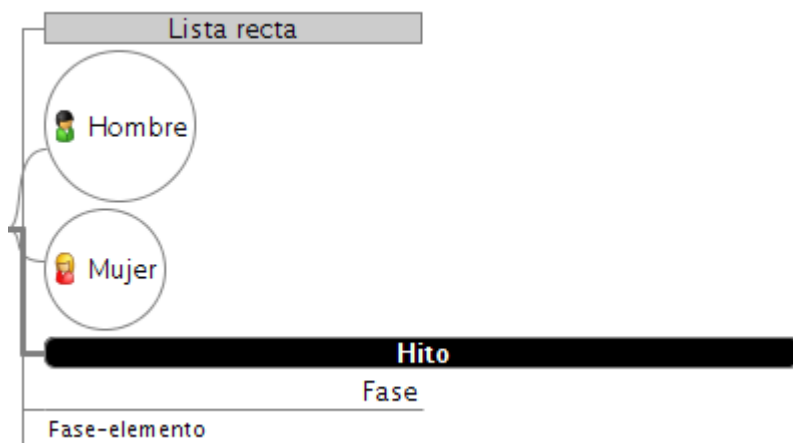 Lista recta
Hombre
Mujer
Hito
Fase
Fase-elemento